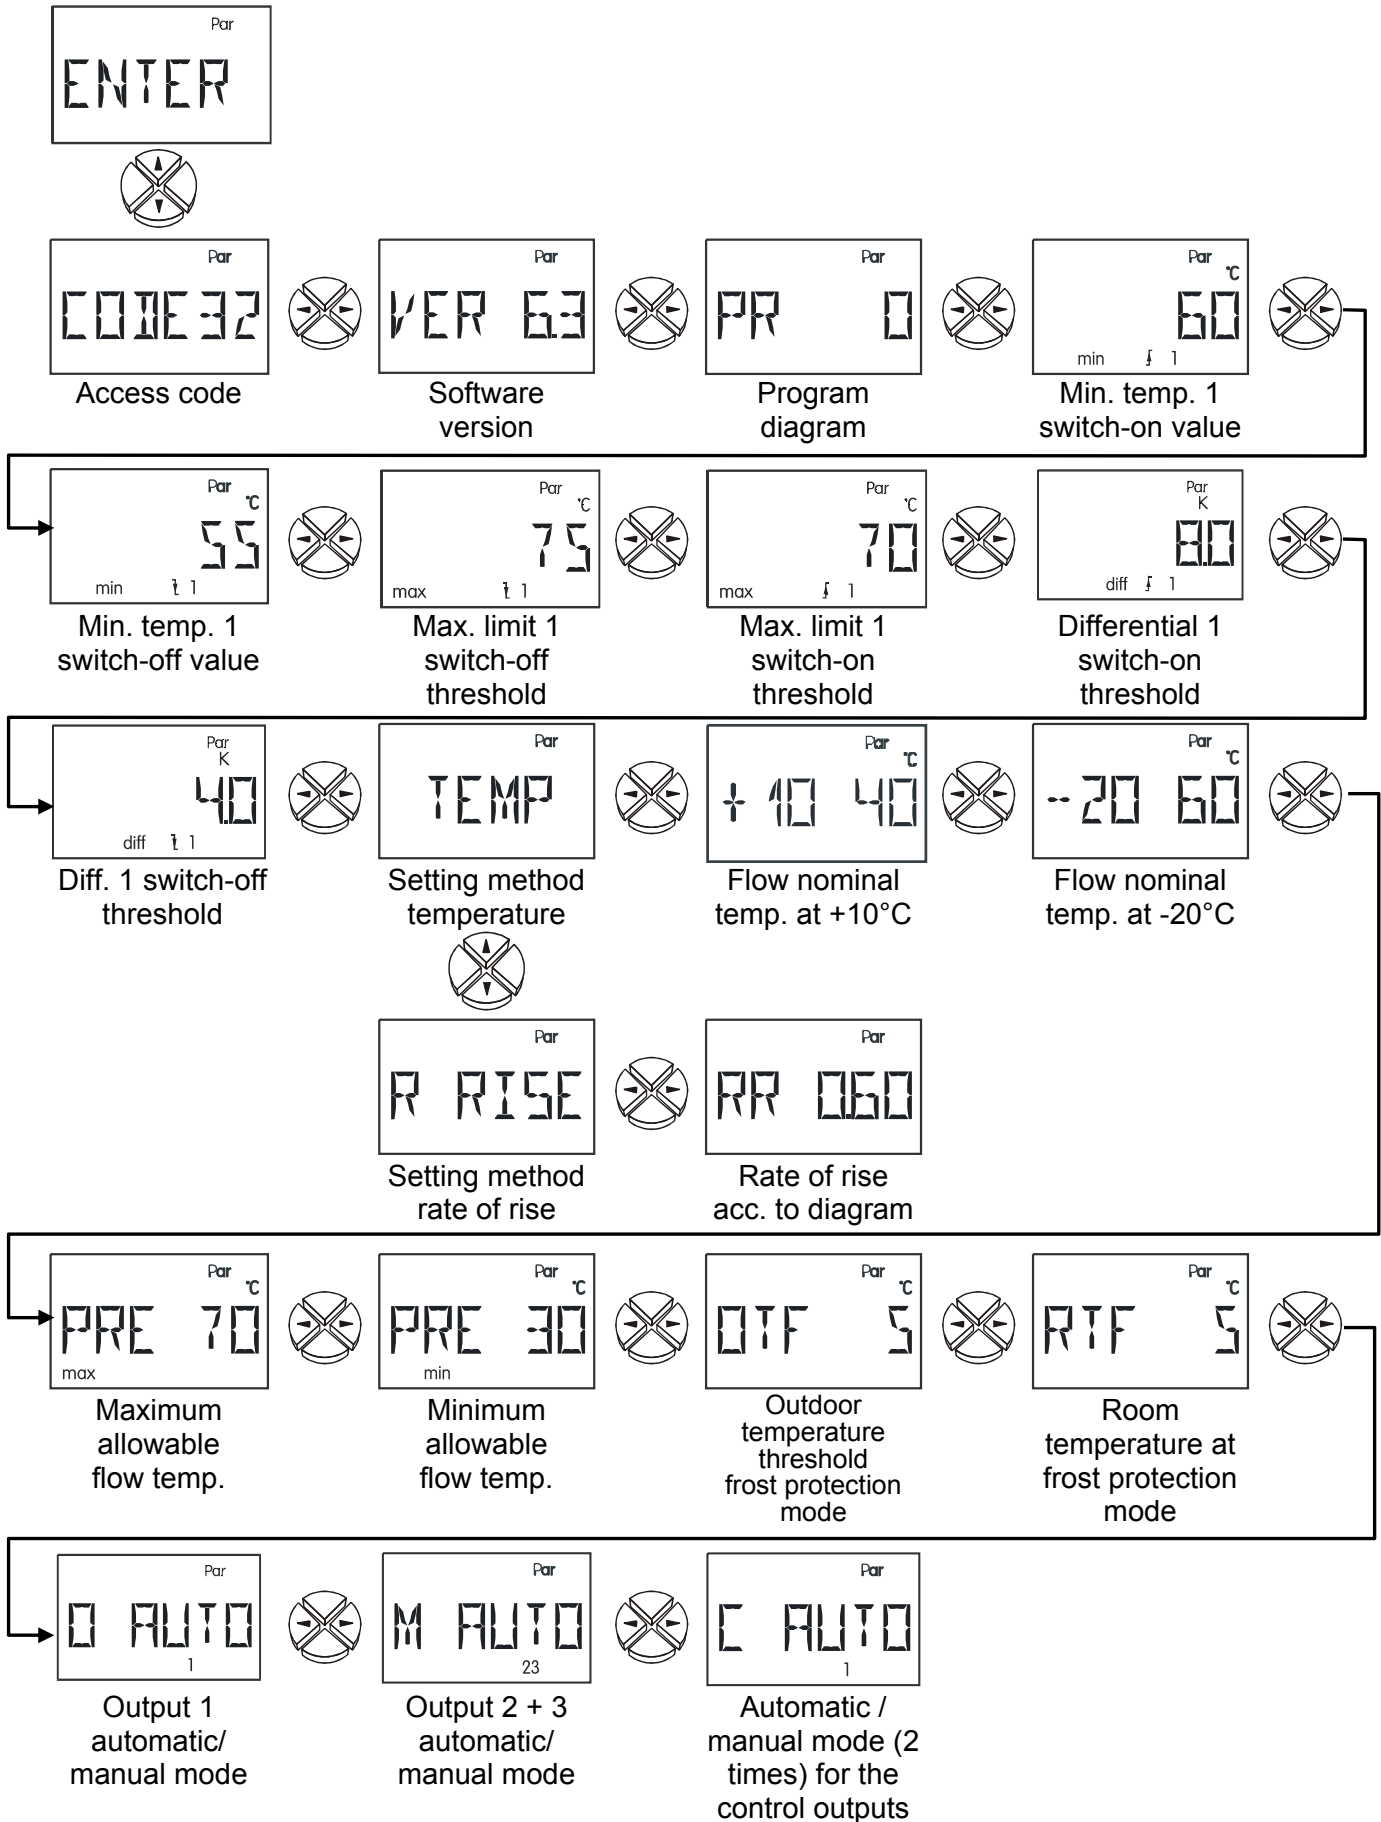 Par
ENTER
Par
CODE 32
Access code
Par
VER 6.3
Software
version
Par
PR 0
Program
diagram
Par
°C
60
min 1
Min. temp. 1
switch-on value
Par
°C
55
min 1
Min. temp. 1
switch-off value
Par
°C
75
max 1
Max. limit 1
switch-off
threshold
Par
°C
70
max 1
Max. limit 1
switch-on
threshold
Par
K
8.0
diff 1
Differential 1
switch-on
threshold
Par
K
4.0
diff 1
Diff. 1 switch-off
threshold
Par
TEMP
Setting method
temperature
Par
°C
+10 40
Flow nominal
temp. at +10°C
Par
°C
-20 60
Flow nominal
temp. at -20°C
Par
R RISE
Setting method
rate of rise
Par
RR 0.60
Rate of rise
acc. to diagram
Par
°C
PRE 70
max
Maximum
allowable
flow temp.
Par
°C
PRE 30
min
Minimum
allowable
flow temp.
Par
°C
OTF 5
Outdoor
temperature
threshold
frost protection
mode
Par
°C
RTF 5
Room
temperature at
frost protection
mode
Par
O AUTO
1
Output 1
automatic/
manual mode
Par
M AUTO
23
Output 2 + 3
automatic/
manual mode
Par
C AUTO
1
Automatic /
manual mode (2
times) for the
control outputs